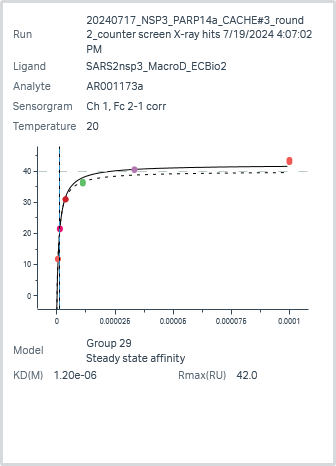 20240717_NSP3_PARP14a_CACHE#3_round
Run 2_counter screen X-ray hits 7/19/2024 4:07:02
PM
Ligand SARS2nsp3_MacroD_ECBio2
Analyte AR001173a
Sensorgram Ch 1, Fc 2-1 corr
Temperature 20
40
30
20
10
0
0 0.000025 0.00005 0.000075 0.0001
Model Group 29
Steady state affinity
KD(M) 1.20e-06 Rmax(RU) 42.0